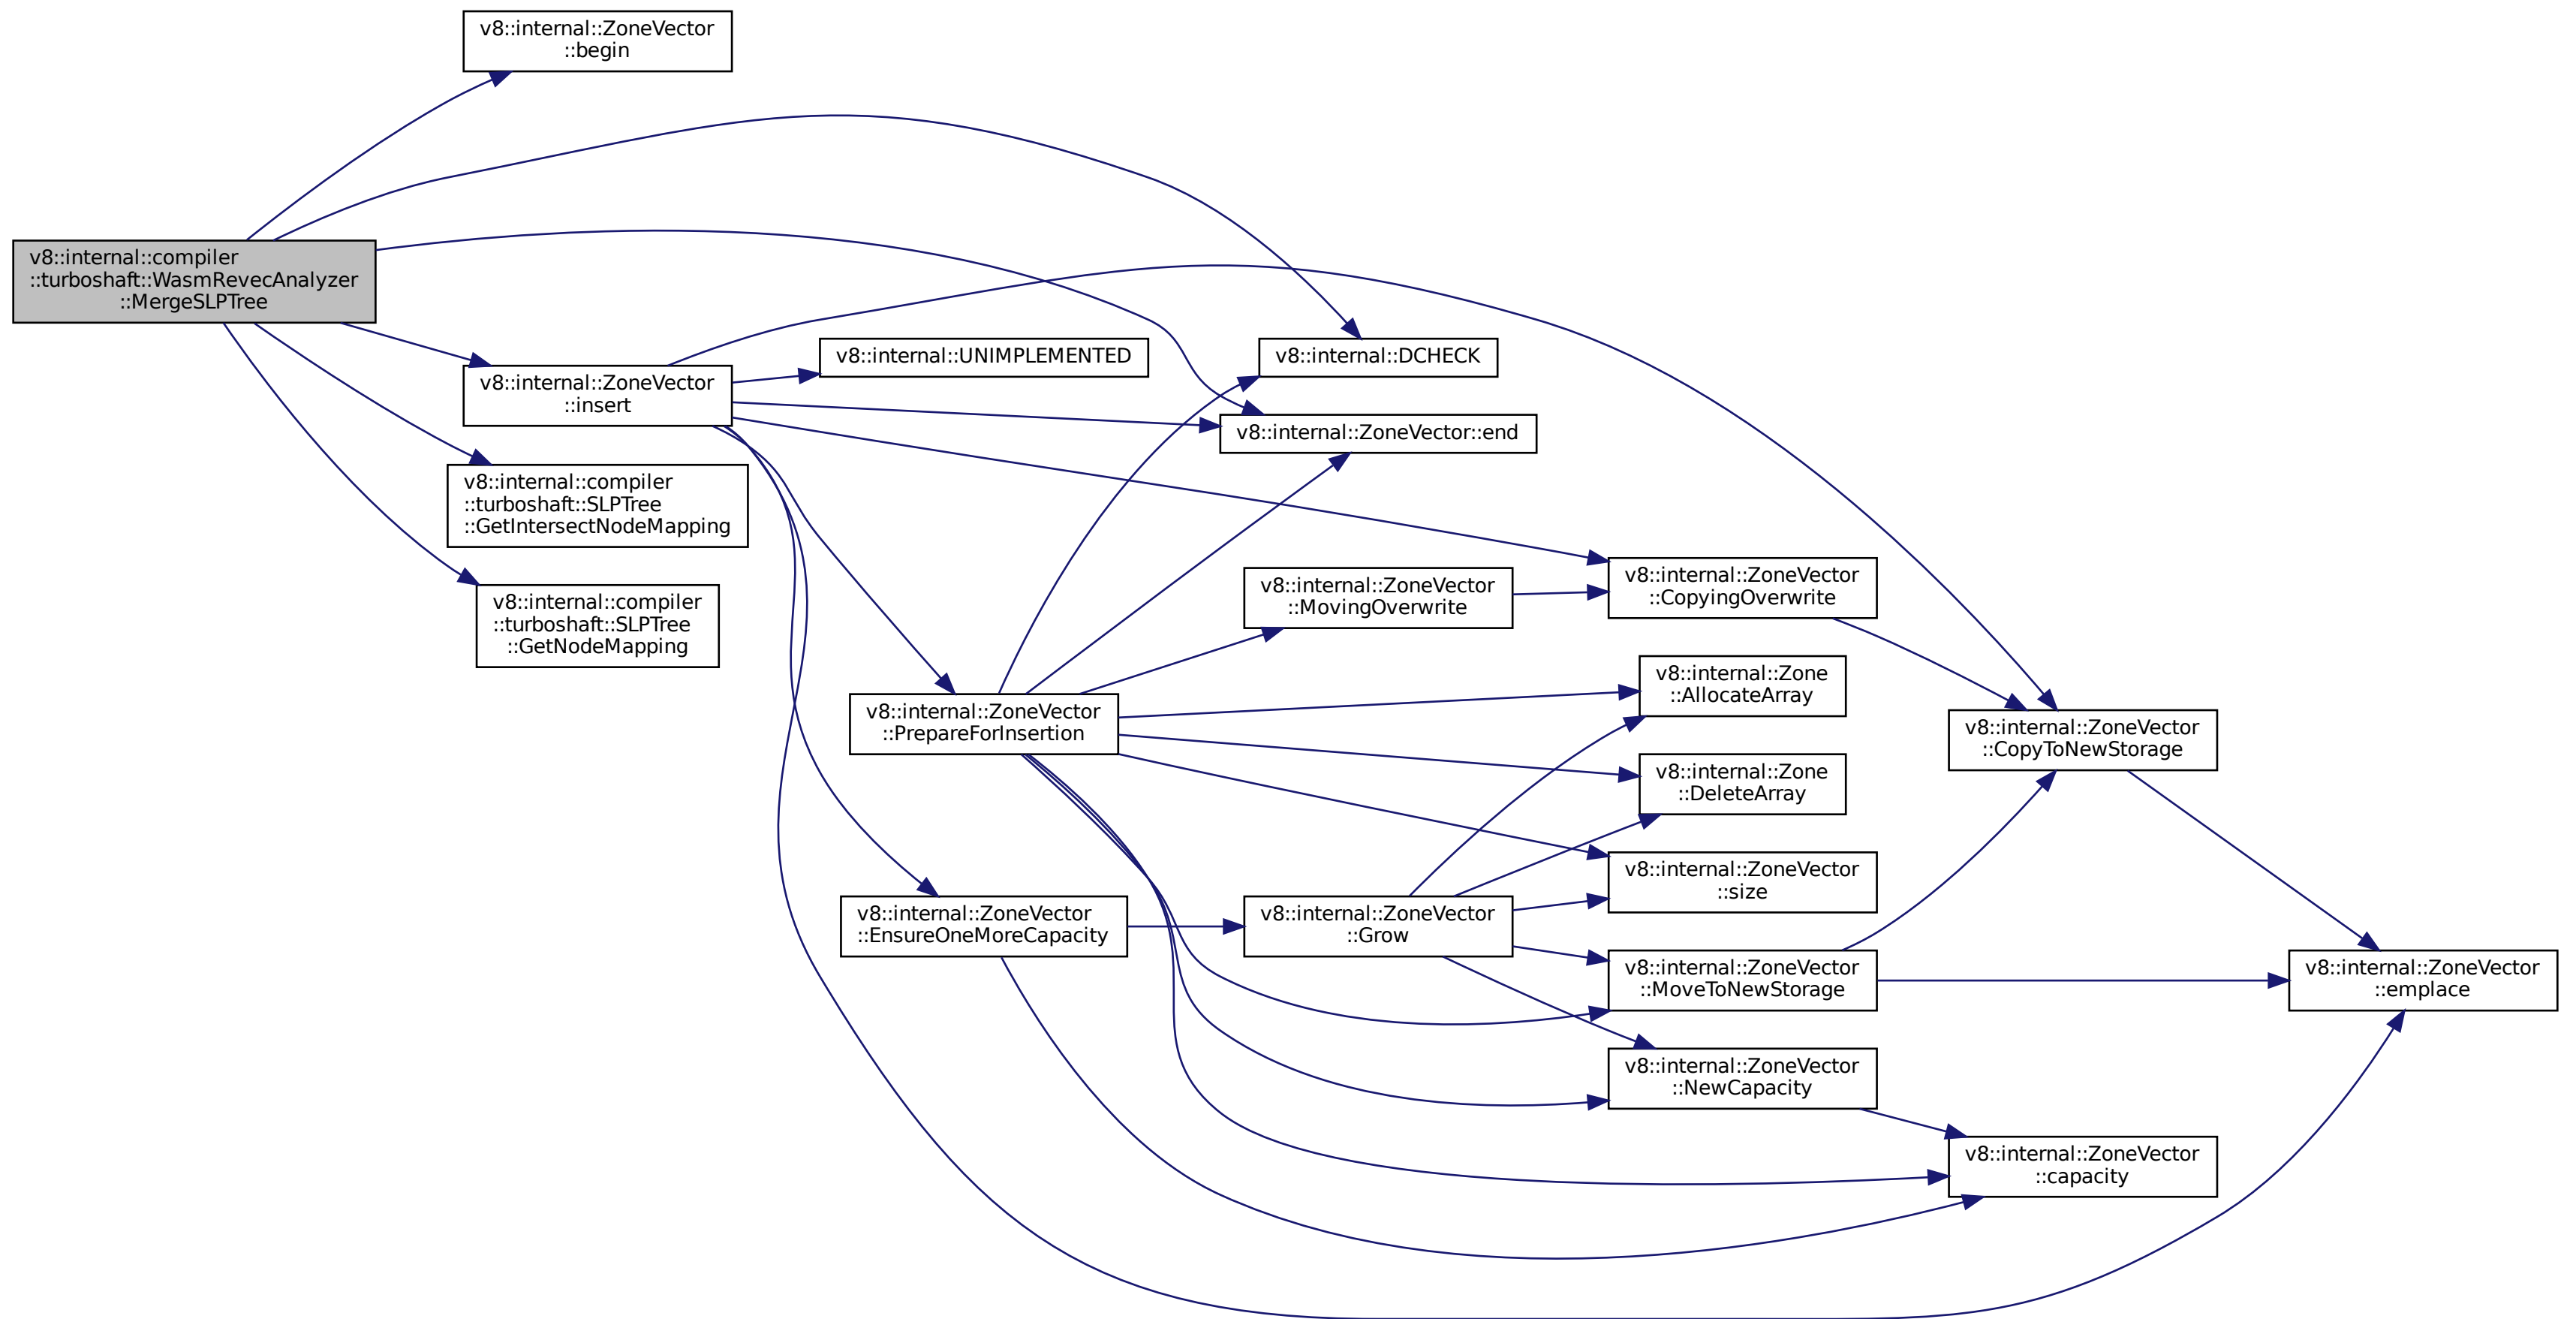 v8::internal::ZoneVector
::begin
v8::internal::compiler
::turboshaft::WasmRevecAnalyzer
::MergeSLPTree
v8::internal::UNIMPLEMENTED
v8::internal::DCHECK
v8::internal::ZoneVector
::insert
v8::internal::ZoneVector::end
v8::internal::compiler
::turboshaft::SLPTree
::GetIntersectNodeMapping
v8::internal::compiler
::turboshaft::SLPTree
::GetNodeMapping
v8::internal::ZoneVector
::MovingOverwrite
v8::internal::ZoneVector
::CopyingOverwrite
v8::internal::Zone
::AllocateArray
v8::internal::ZoneVector
::PrepareForInsertion
v8::internal::ZoneVector
::CopyToNewStorage
v8::internal::Zone
::DeleteArray
v8::internal::ZoneVector
::size
v8::internal::ZoneVector
::EnsureOneMoreCapacity
v8::internal::ZoneVector
::Grow
v8::internal::ZoneVector
::MoveToNewStorage
v8::internal::ZoneVector
::emplace
v8::internal::ZoneVector
::NewCapacity
v8::internal::ZoneVector
::capacity